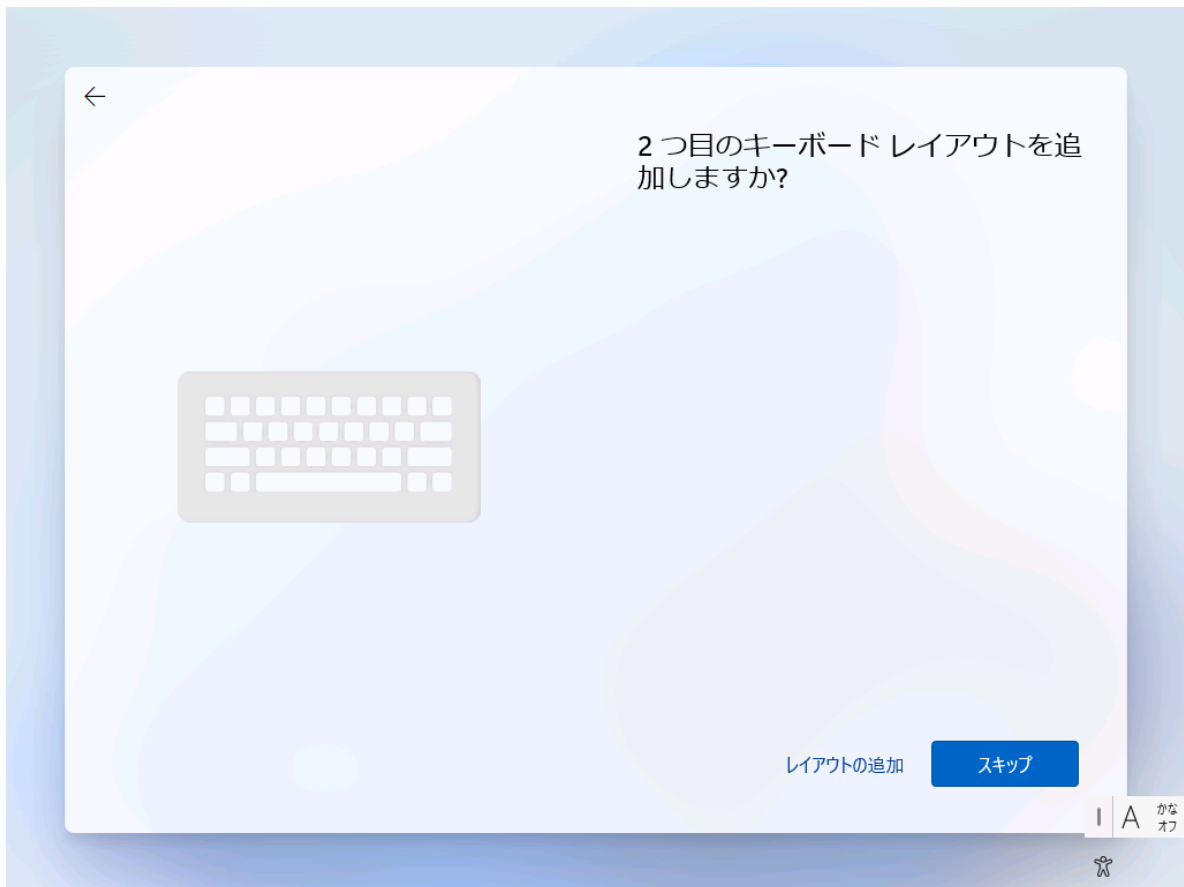 2 つ目のキーボード レイアウトを追
加しますか?
レイアウトの追加
スキップ
A
かな
オフ